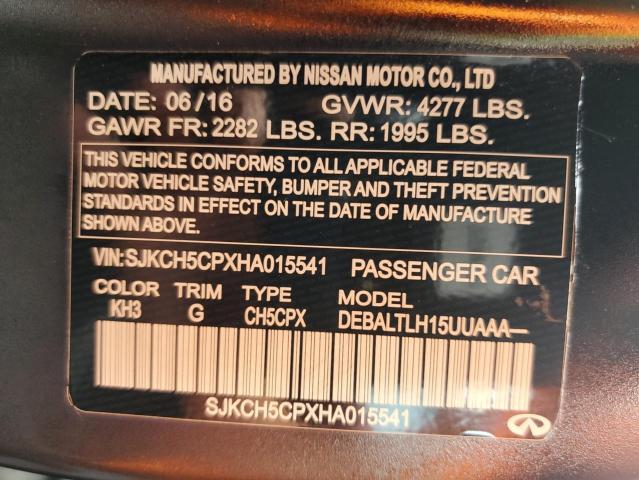 MANUFACTURED BY NISSAN MOTOR CO., LTD
DATE: 06/16 GVWR: 4277 LBS.
GAWR FR: 2282 LBS. RR: 1995 LBS.
THIS VEHICLE CONFORMS TO ALL APPLICABLE FEDERAL
MOTOR VEHICLE SAFETY, BUMPER AND THEFT PREVENTION
STANDARDS IN EFFECT ON THE DATE OF MANUFACTURE
SHOWN ABOVE.
VIN:SJKCH5CPXHA015541 PASSENGER CAR
COLOR TRIM TYPE MODEL
KH3 G CH5CPX DEBALTLH15UUAAA—
SJKCH5CPXHA015541